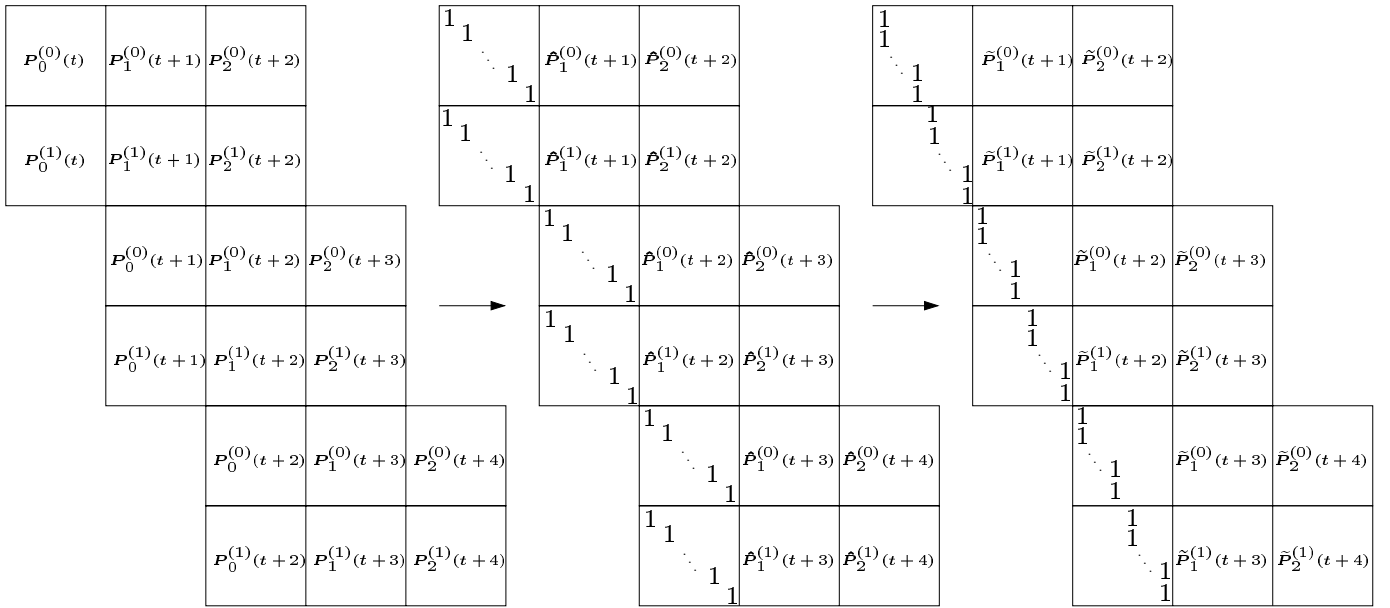 P_0^{(0)}(t) P_1^{(0)}(t+1) P_2^{(0)}(t+2)
P_0^{(1)}(t) P_1^{(1)}(t+1) P_2^{(1)}(t+2)
P_0^{(0)}(t+1) P_1^{(0)}(t+2) P_2^{(0)}(t+3)
P_0^{(1)}(t+1) P_1^{(1)}(t+2) P_2^{(1)}(t+3)
P_0^{(0)}(t+2) P_1^{(0)}(t+3) P_2^{(0)}(t+4)
P_0^{(1)}(t+2) P_1^{(1)}(t+3) P_2^{(1)}(t+4)
1 1 ⋱ 1 1 P̂_1^{(0)}(t+1) P̂_2^{(0)}(t+2)
1 1 ⋱ 1 1 P̂_1^{(1)}(t+1) P̂_2^{(1)}(t+2)
1 1 ⋱ 1 1 P̂_1^{(0)}(t+2) P̂_2^{(0)}(t+3)
1 1 ⋱ 1 1 P̂_1^{(1)}(t+2) P̂_2^{(1)}(t+3)
1 1 ⋱ 1 1 P̂_1^{(0)}(t+3) P̂_2^{(0)}(t+4)
1 1 ⋱ 1 1 P̂_1^{(1)}(t+3) P̂_2^{(1)}(t+4)
1 1 ⋱ 1 1 P̃_1^{(0)}(t+1) P̃_2^{(0)}(t+2)
1 1 ⋱ 1 1 P̃_1^{(1)}(t+1) P̃_2^{(1)}(t+2)
1 1 ⋱ 1 1 P̃_1^{(0)}(t+2) P̃_2^{(0)}(t+3)
1 1 ⋱ 1 1 P̃_1^{(1)}(t+2) P̃_2^{(1)}(t+3)
1 1 ⋱ 1 1 P̃_1^{(0)}(t+3) P̃_2^{(0)}(t+4)
1 1 ⋱ 1 1 P̃_1^{(1)}(t+3) P̃_2^{(1)}(t+4)